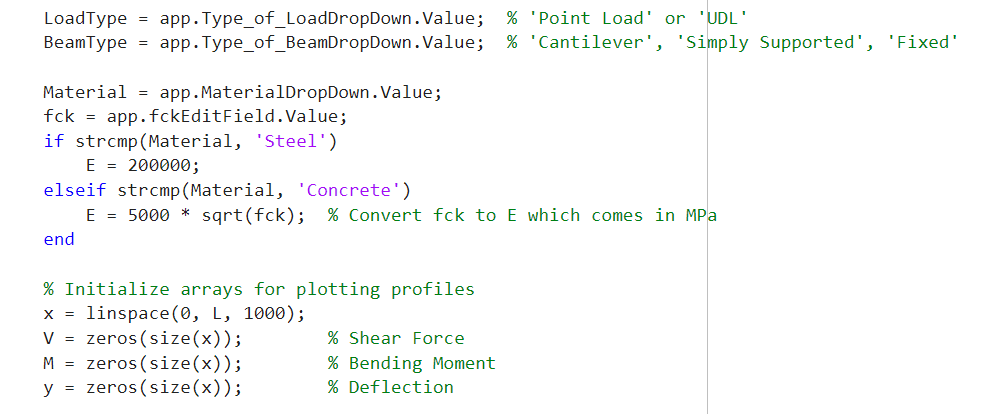 LoadType = app.Type_of_LoadDropDown.Value;  % 'Point Load' or 'UDL'
BeamType = app.Type_of_BeamDropDown.Value;  % 'Cantilever', 'Simply Supported', 'Fixed'
Material = app.MaterialDropDown.Value;
fck = app.fckEditField.Value;
if strcmp(Material, 'Steel')
    E = 200000;
elseif strcmp(Material, 'Concrete')
    E = 5000 * sqrt(fck);  % Convert fck to E which comes in MPa
end
% Initialize arrays for plotting profiles
x = linspace(0, L, 1000);
V = zeros(size(x));        % Shear Force
M = zeros(size(x));        % Bending Moment
y = zeros(size(x));        % Deflection